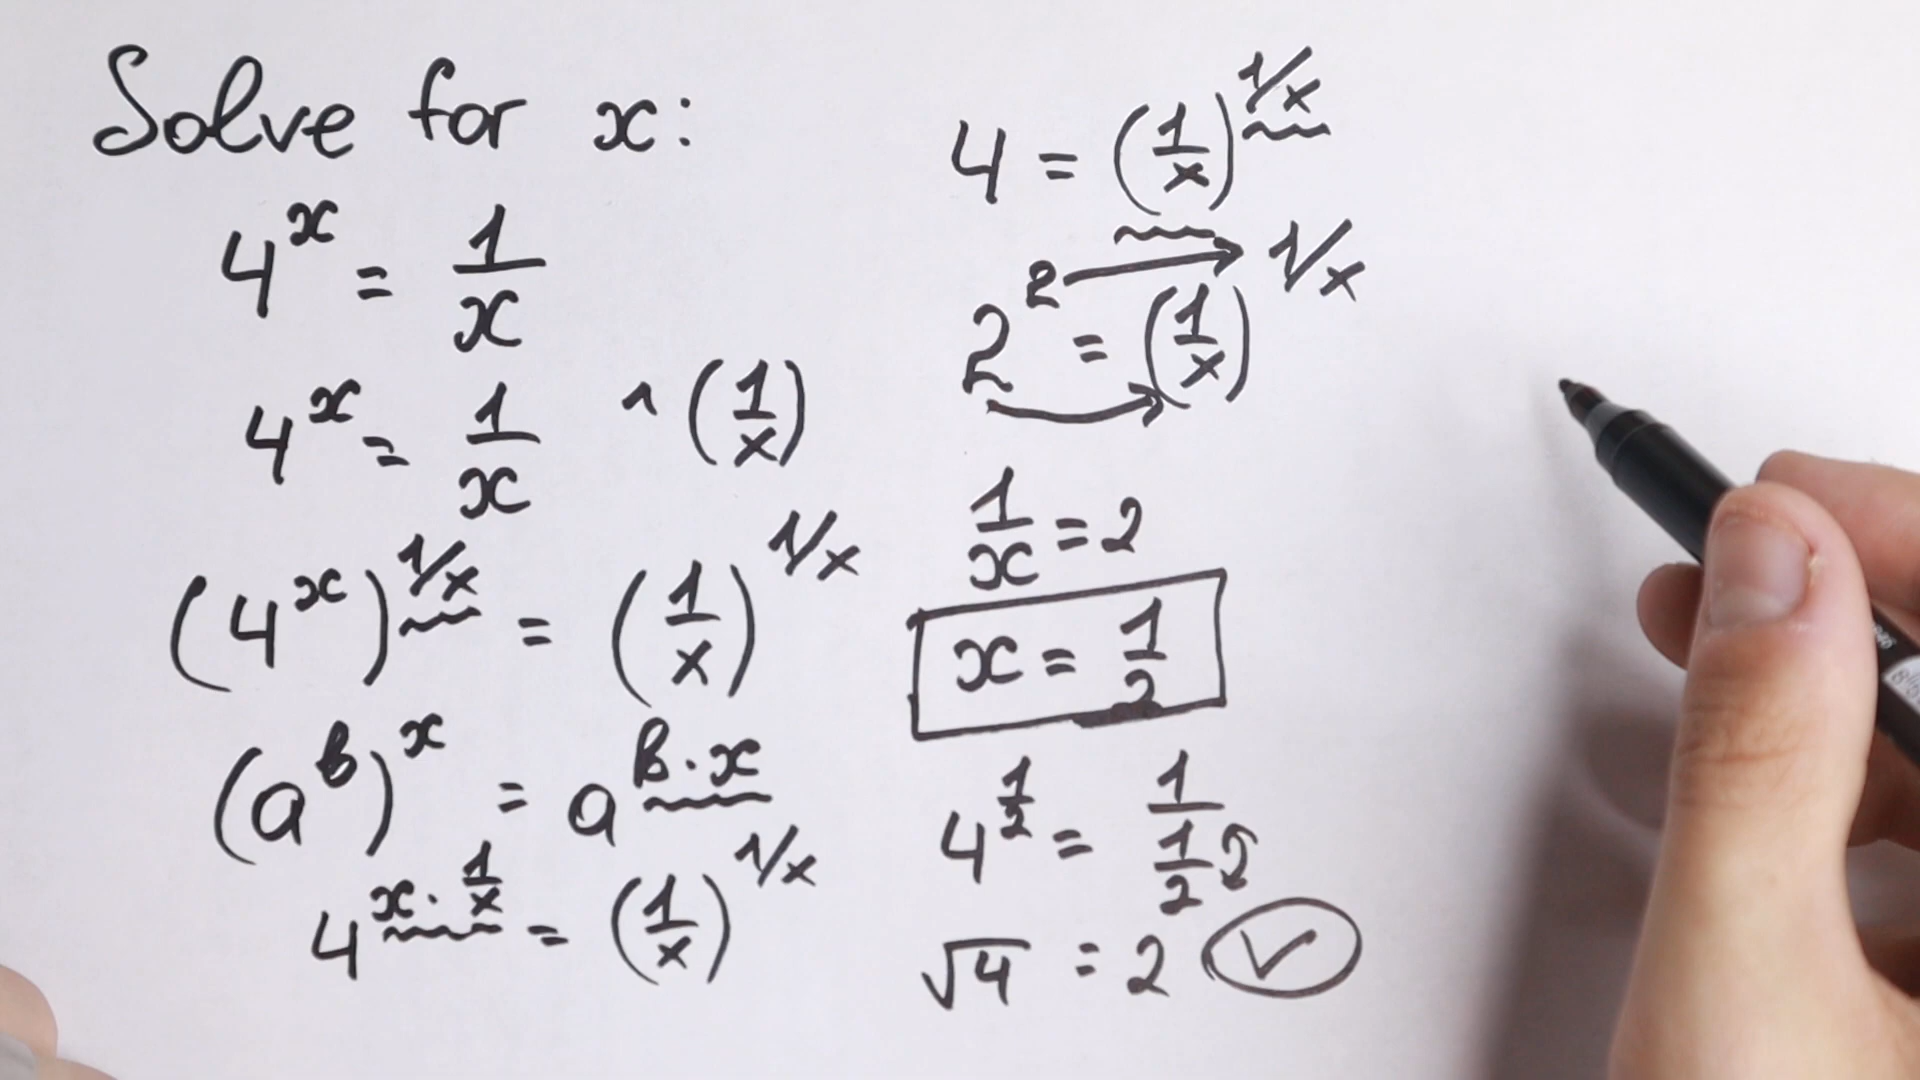 Solve for x:
4^x = 1/x
4^x = 1/x ^ (1/x)
(4^x)^1/x = (1/x)^1/x
(a^b)^x = a^b·x
4^x·1/x = (1/x)^1/x
4 = (1/x)^1/x
2^2 = (1/x)^1/x
1/x = 2
x = 1/2
4^1/2 = 1/(1/2)
√4 = 2 ✓